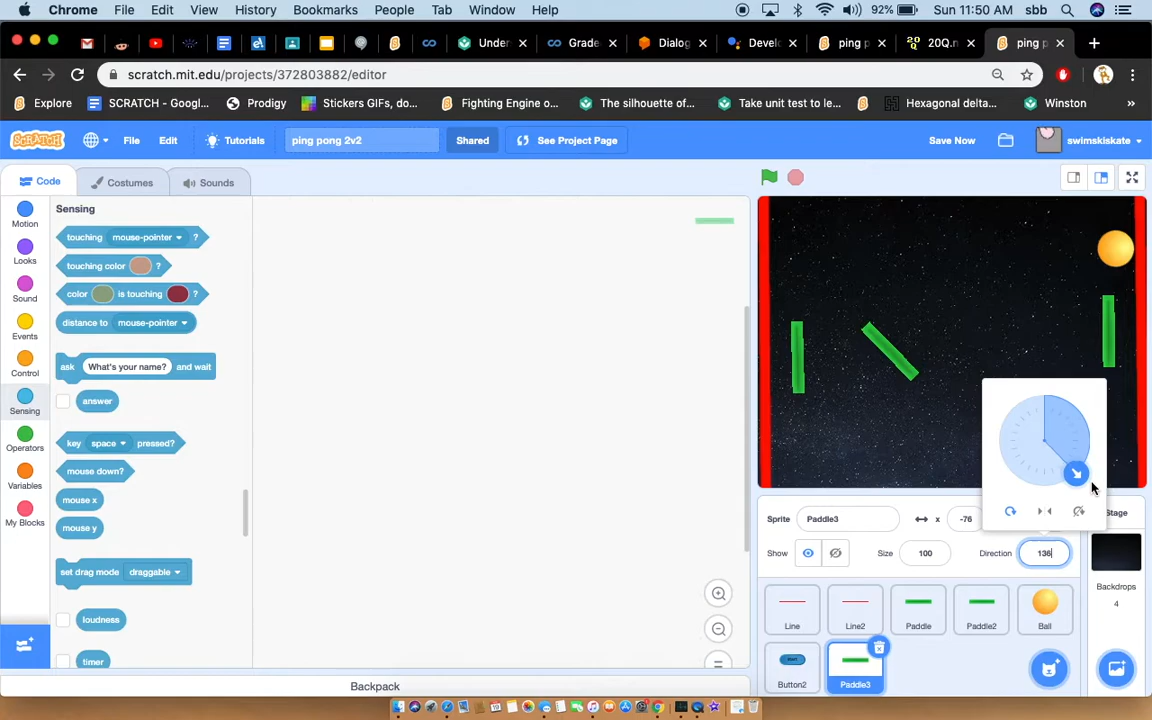 Chrome File Edit View History Bookmarks People Tab Window Help 92% Sun 11:50 AM sbb
Under Grade Dialog Devel ping p 20Q.n ping p
scratch.mit.edu/projects/372803882/editor
Explore SCRATCH - Googl... Prodigy Stickers GIFs, do... Fighting Engine o... The silhouette of... Take unit test to le... Hexagonal delta... Winston »
SCRATCH File Edit Tutorials ping pong 2v2 Shared See Project Page Save Now swimskiskate
Code Costumes Sounds
Motion
Looks
Sound
Events
Control
Sensing
Operators
Variables
My Blocks
Sensing
touching mouse-pointer ?
touching color ?
color is touching ?
distance to mouse-pointer
ask What's your name? and wait
answer
key space pressed?
mouse down?
mouse x
mouse y
set drag mode draggable
loudness
timer
Backpack
Sprite Paddle3 x -76
Show Size 100 Direction 136
Line Line2 Paddle Paddle2 Ball
start
Button2 Paddle3
Stage
Backdrops
4